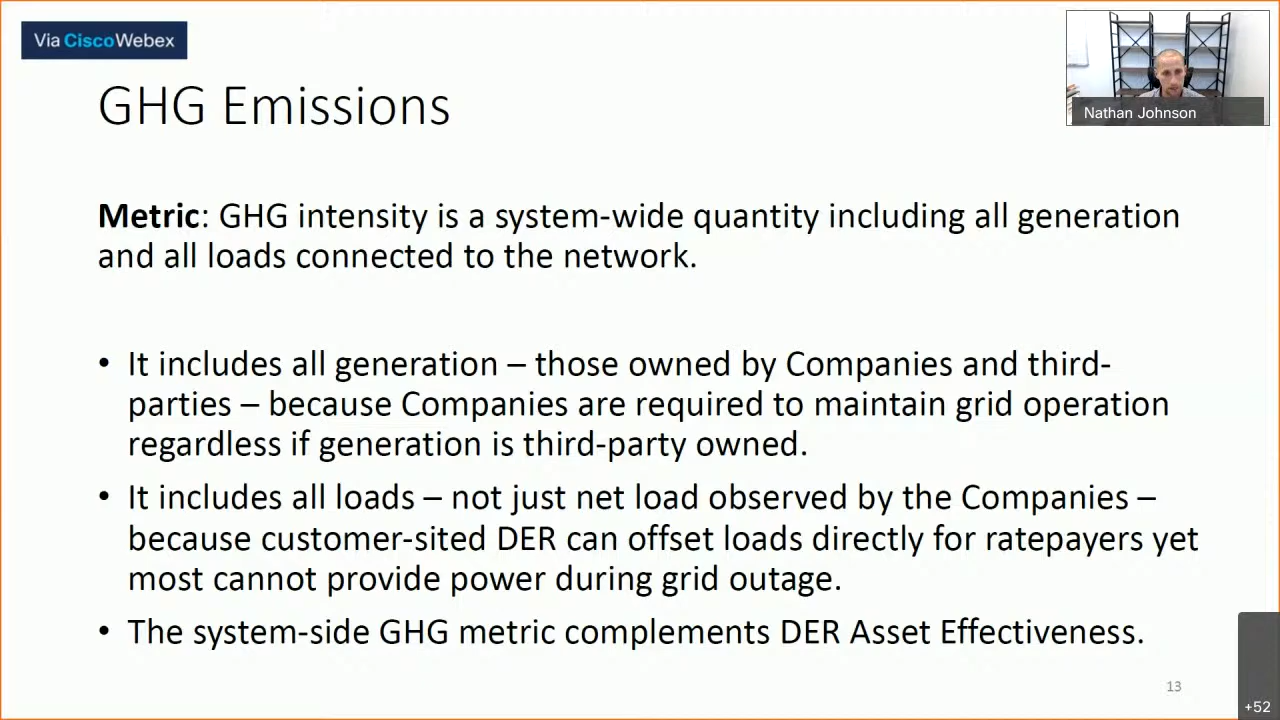 Via CiscoWebex
Nathan Johnson
GHG Emissions
Metric: GHG intensity is a system-wide quantity including all generation
and all loads connected to the network.
• It includes all generation – those owned by Companies and third-
parties – because Companies are required to maintain grid operation
regardless if generation is third-party owned.
• It includes all loads – not just net load observed by the Companies –
because customer-sited DER can offset loads directly for ratepayers yet
most cannot provide power during grid outage.
• The system-side GHG metric complements DER Asset Effectiveness.
13
+52